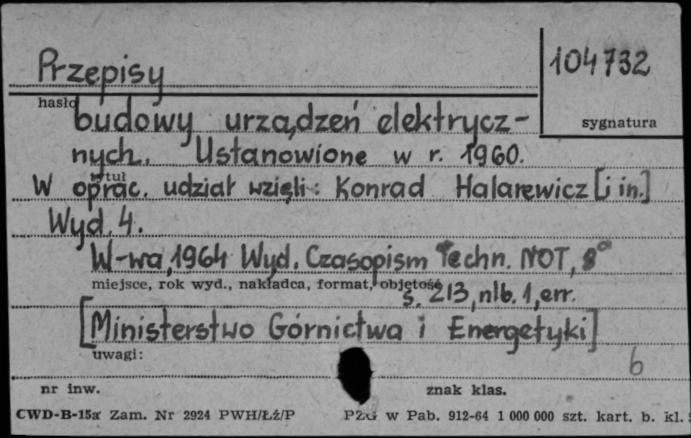 Przepisy
104732
hasło
sygnatura
budowy urządzeń elektrycz-
nych. Ustanowione w r. 1960.
tytuł
W oprac. udział wzięli: Konrad Halarewicz [i in.]
Wyd. 4.
W-wa, 1964 Wyd. Czasopism Techn. NOT, 8°
miejsce, rok wyd., nakładca, format, objętość
s. 213, nlb. 1, err.
[Ministerstwo Górnictwa i Energetyki]
uwagi:
6
nr inw.
znak klas.
CWD-B-15a Zam. Nr 2924 PWH/Łź/P
PZG w Pab. 912-64 1 000 000 szt. kart. b. kl.